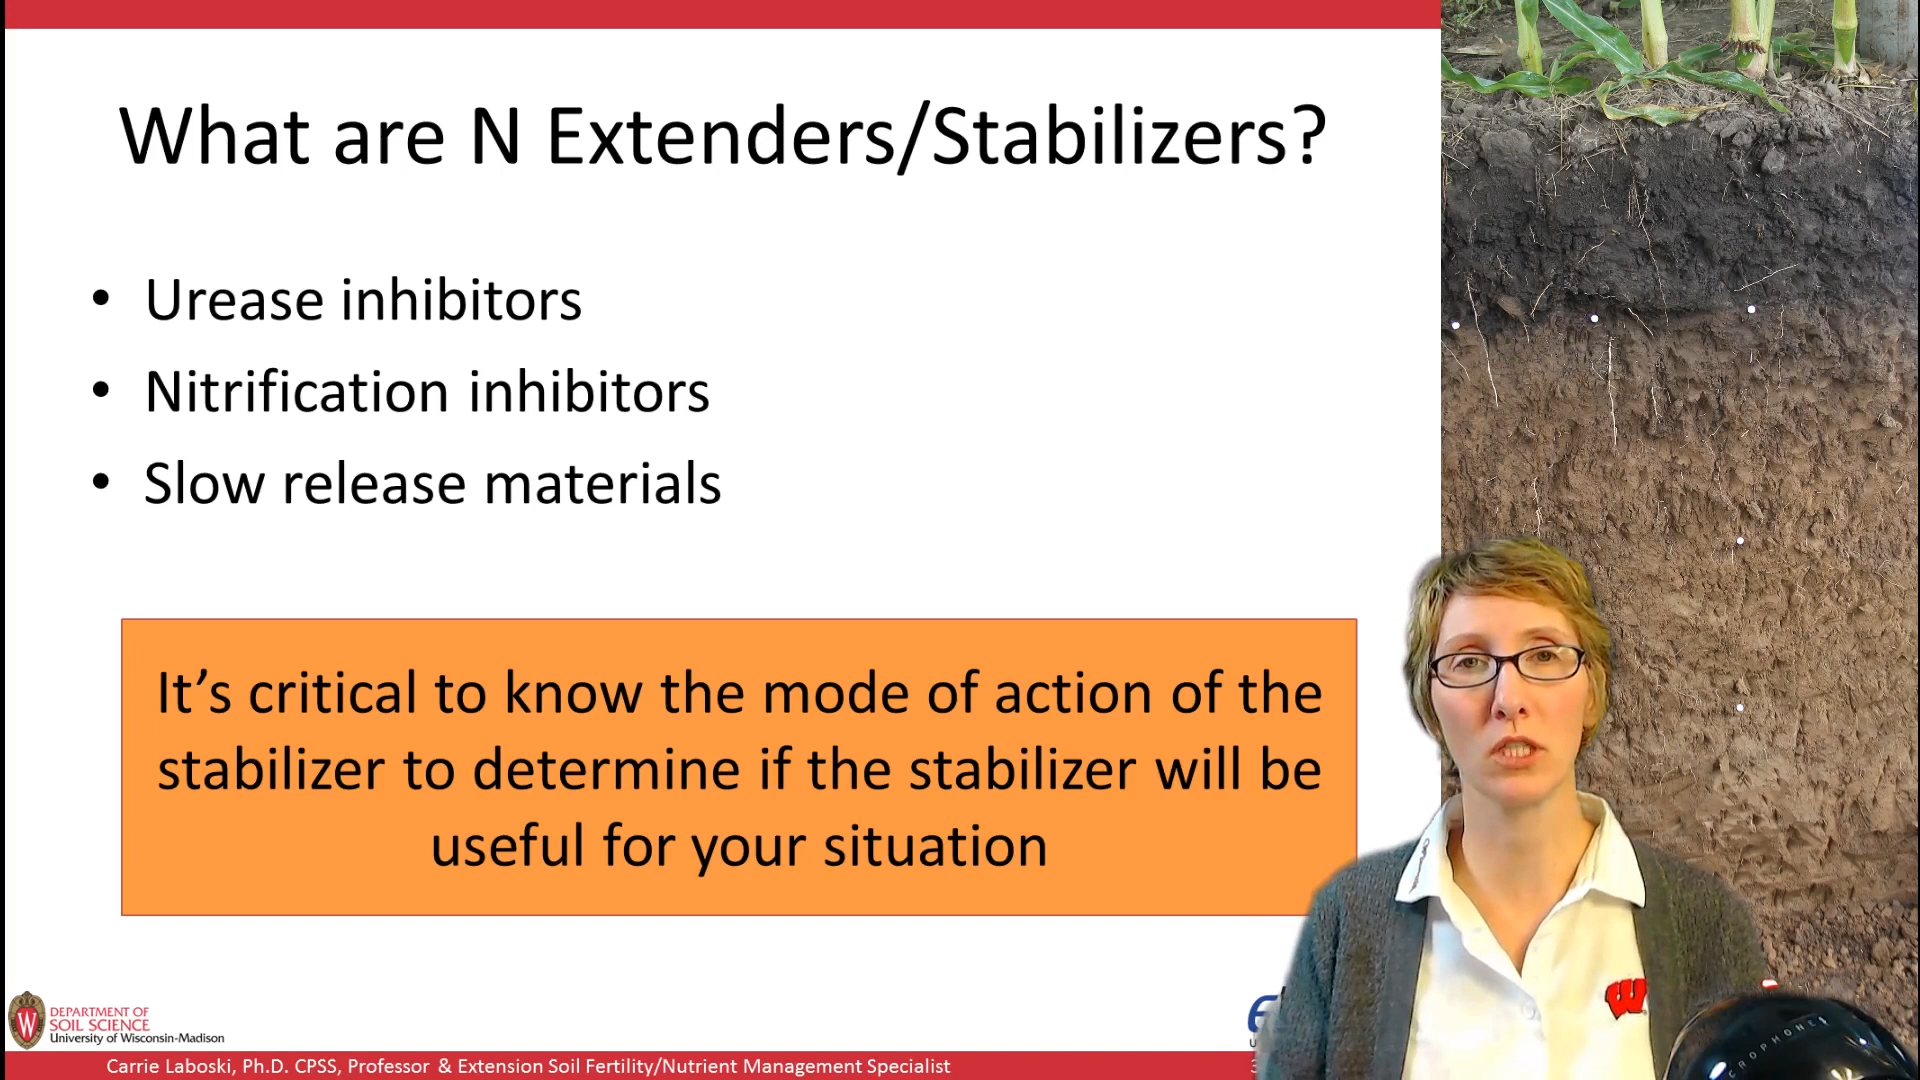 What are N Extenders/Stabilizers?
• Urease inhibitors
• Nitrification inhibitors
• Slow release materials
It's critical to know the mode of action of the
stabilizer to determine if the stabilizer will be
useful for your situation
W
DEPARTMENT OF
SOIL SCIENCE
University of Wisconsin-Madison
Carrie Laboski, Ph.D. CPSS, Professor & Extension Soil Fertility/Nutrient Management Specialist
W